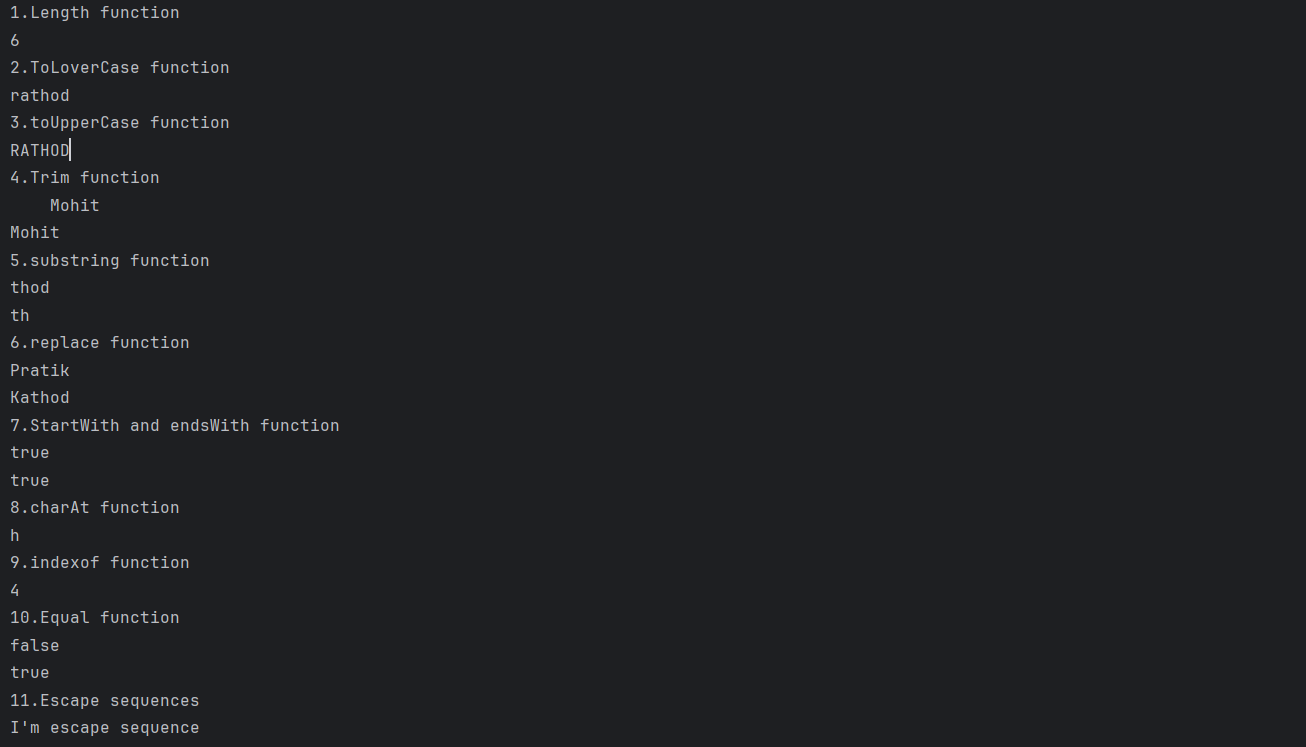 1.Length function
6
2.ToLoverCase function
rathod
3.toUpperCase function
RATHOD
4.Trim function
    Mohit
Mohit
5.substring function
thod
th
6.replace function
Pratik
Kathod
7.StartWith and endsWith function
true
true
8.charAt function
h
9.indexof function
4
10.Equal function
false
true
11.Escape sequences
I'm escape sequence